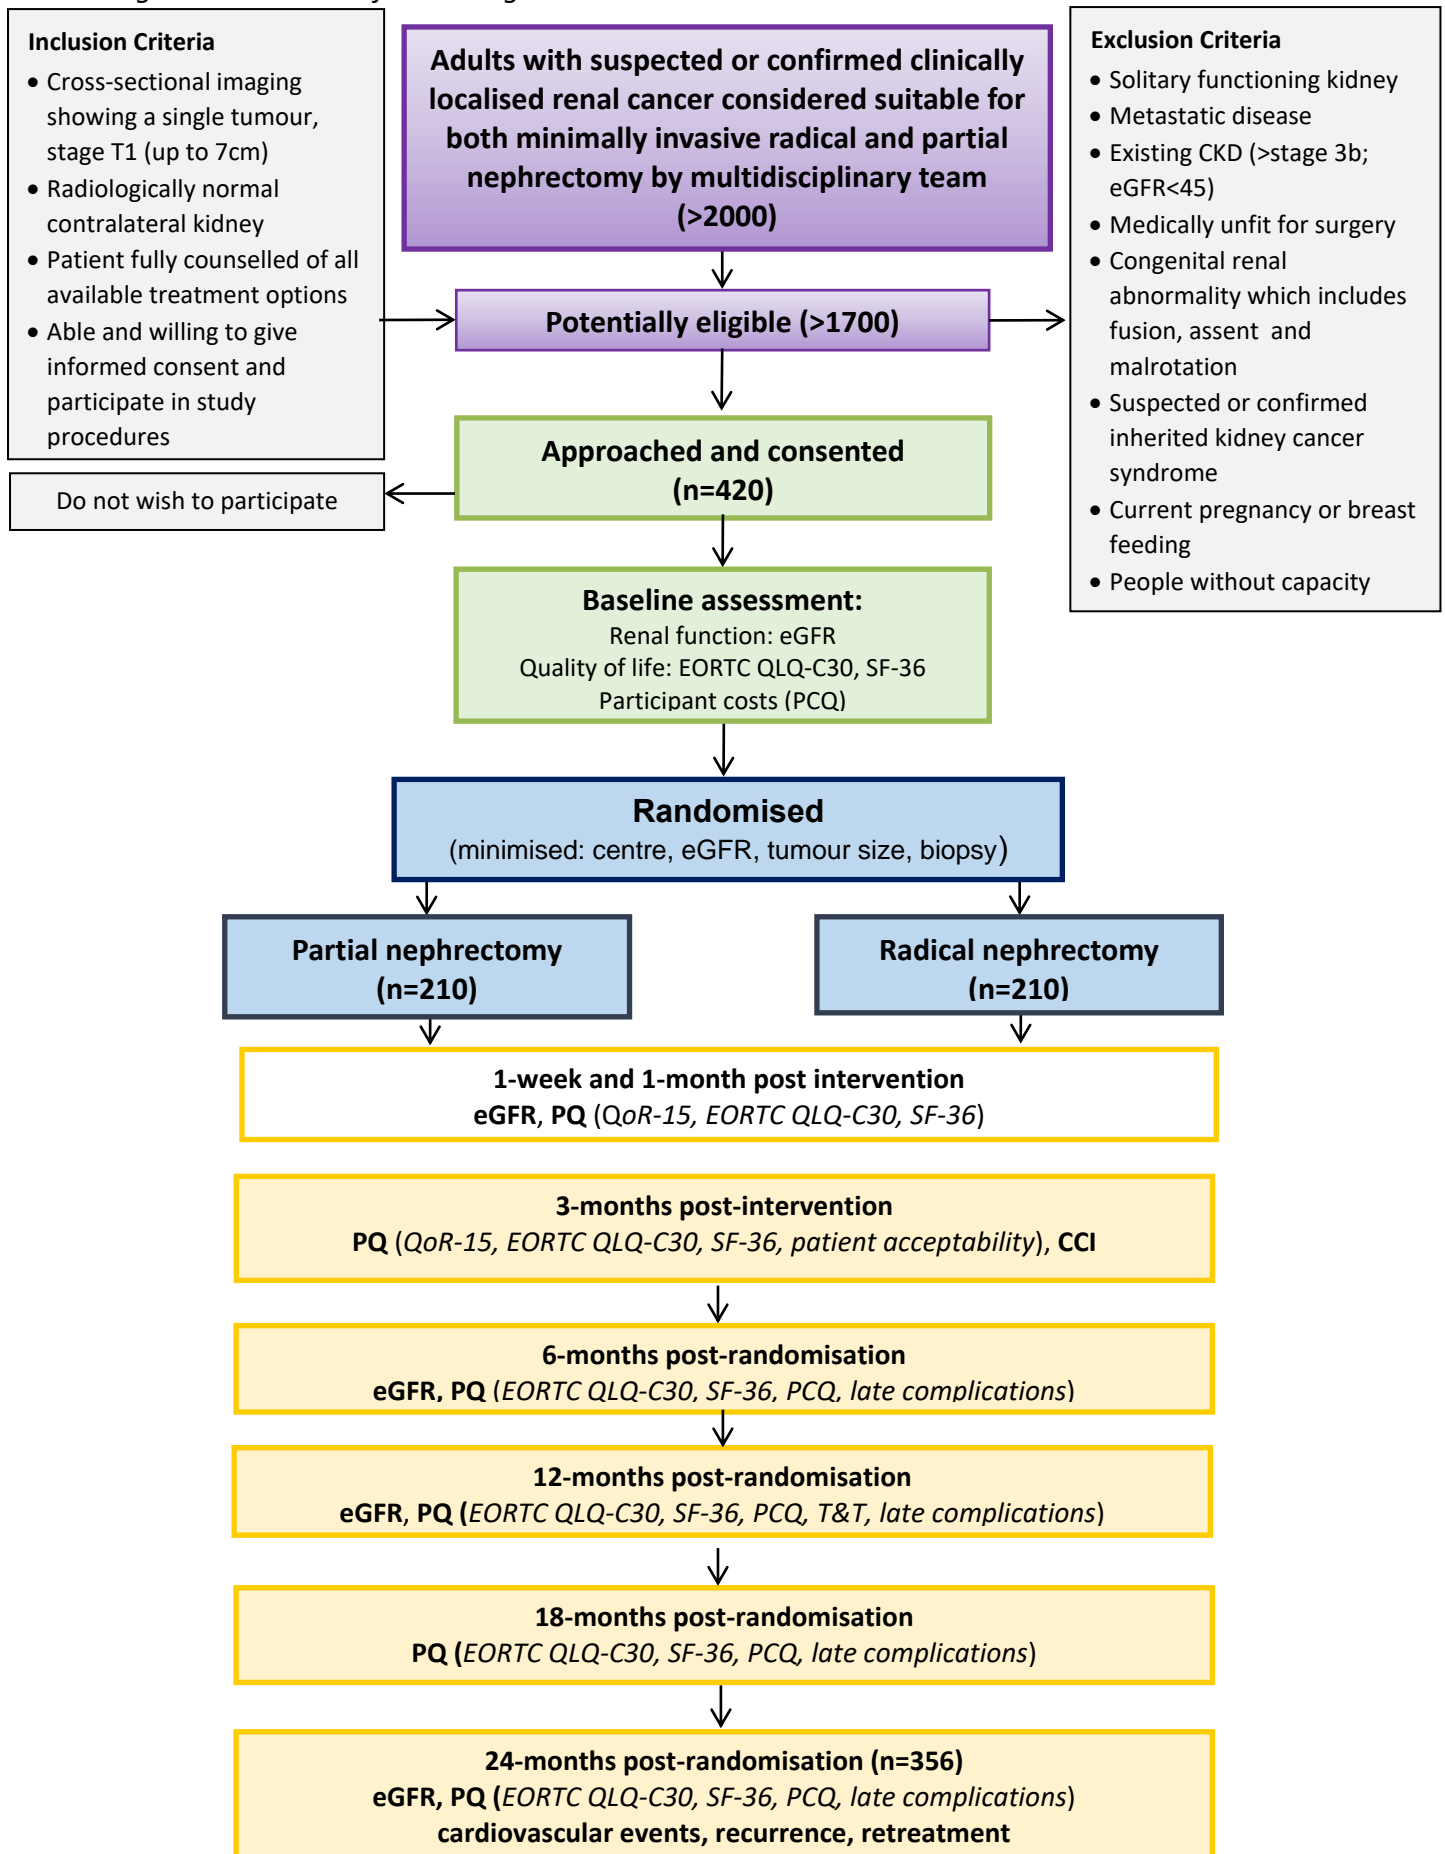 Inclusion Criteria
• Cross-sectional imaging
showing a single tumour,
stage T1 (up to 7cm)
• Radiologically normal
contralateral kidney
• Patient fully counselled of all
available treatment options
• Able and willing to give
informed consent and
participate in study
procedures
Adults with suspected or confirmed clinically
localised renal cancer considered suitable for
both minimally invasive radical and partial
nephrectomy by multidisciplinary team
(>2000)
Exclusion Criteria
• Solitary functioning kidney
• Metastatic disease
• Existing CKD (>stage 3b;
eGFR<45)
• Medically unfit for surgery
• Congenital renal
abnormality which includes
fusion, assent and
malrotation
• Suspected or confirmed
inherited kidney cancer
syndrome
• Current pregnancy or breast
feeding
• People without capacity
Potentially eligible (>1700)
Approached and consented
(n=420)
Do not wish to participate
Baseline assessment:
Renal function: eGFR
Quality of life: EORTC QLQ-C30, SF-36
Participant costs (PCQ)
Randomised
(minimised: centre, eGFR, tumour size, biopsy)
Partial nephrectomy
(n=210)
Radical nephrectomy
(n=210)
1-week and 1-month post intervention
eGFR, PQ (QoR-15, EORTC QLQ-C30, SF-36)
3-months post-intervention
PQ (QoR-15, EORTC QLQ-C30, SF-36, patient acceptability), CCI
6-months post-randomisation
eGFR, PQ (EORTC QLQ-C30, SF-36, PCQ, late complications)
12-months post-randomisation
eGFR, PQ (EORTC QLQ-C30, SF-36, PCQ, T&T, late complications)
18-months post-randomisation
PQ (EORTC QLQ-C30, SF-36, PCQ, late complications)
24-months post-randomisation (n=356)
eGFR, PQ (EORTC QLQ-C30, SF-36, PCQ, late complications)
cardiovascular events, recurrence, retreatment